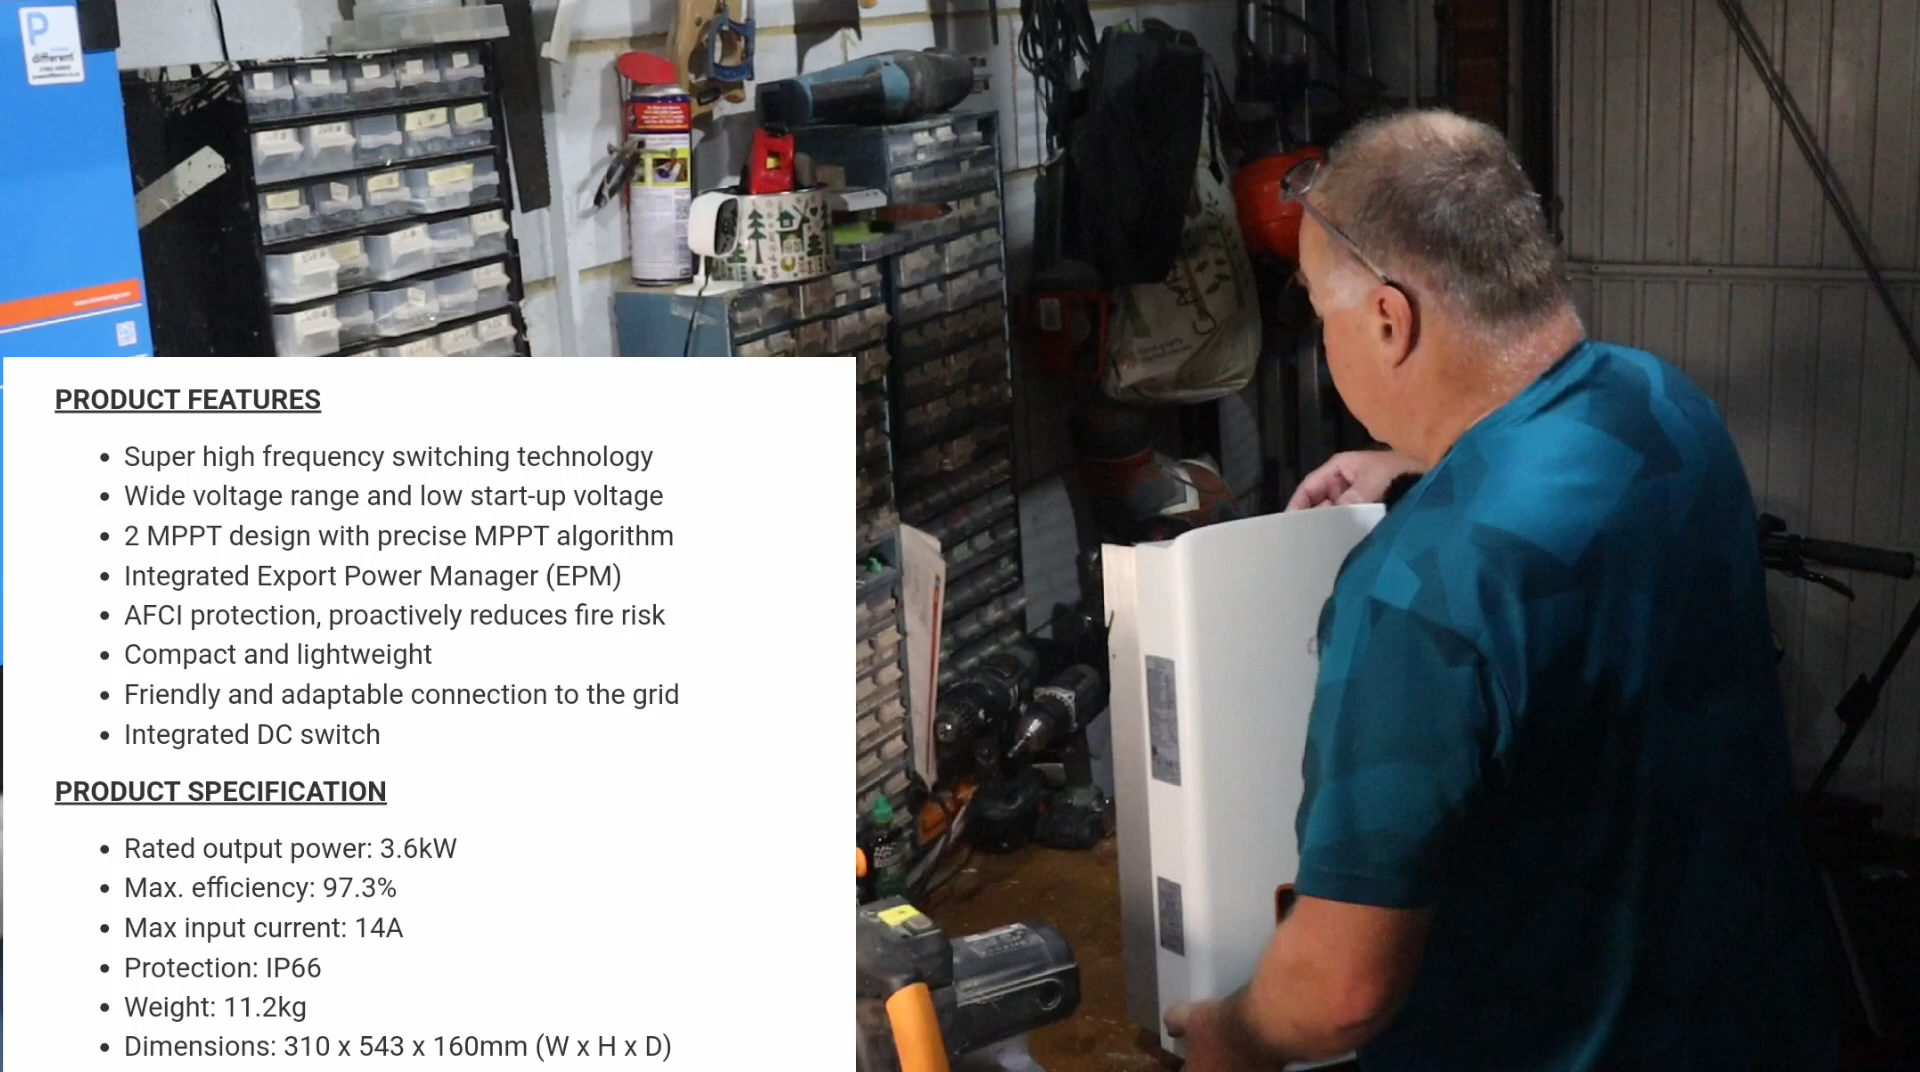 P
different
PRODUCT FEATURES
• Super high frequency switching technology
• Wide voltage range and low start-up voltage
• 2 MPPT design with precise MPPT algorithm
• Integrated Export Power Manager (EPM)
• AFCI protection, proactively reduces fire risk
• Compact and lightweight
• Friendly and adaptable connection to the grid
• Integrated DC switch
PRODUCT SPECIFICATION
• Rated output power: 3.6kW
• Max. efficiency: 97.3%
• Max input current: 14A
• Protection: IP66
• Weight: 11.2kg
• Dimensions: 310 x 543 x 160mm (W x H x D)